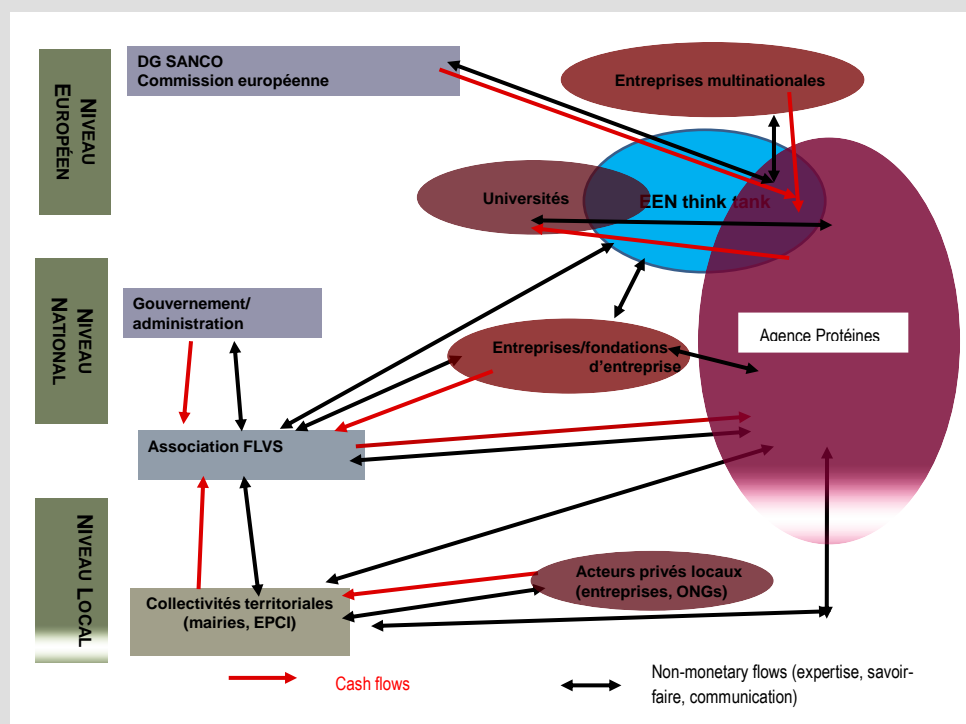 NIVEAU
EUROPÉEN
DG SANCO
Commission européenne
Entreprises multinationales
Universités
EEN think tank
NIVEAU
NATIONAL
Gouvernement/
administration
Entreprises/fondations
d'entreprise
Agence Protéines
Association FLVS
NIVEAU LOCAL
Collectivités territoriales
(mairies, EPCI)
Acteurs privés locaux
(entreprises, ONGs)
Cash flows
Non-monetary flows (expertise, savoir-
faire, communication)